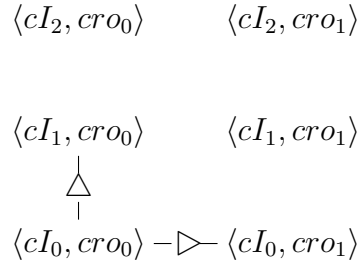 ⟨cI₂, cro₀⟩ ⟨cI₂, cro₁⟩
⟨cI₁, cro₀⟩ ⟨cI₁, cro₁⟩
⟨cI₀, cro₀⟩ ⟨cI₀, cro₁⟩